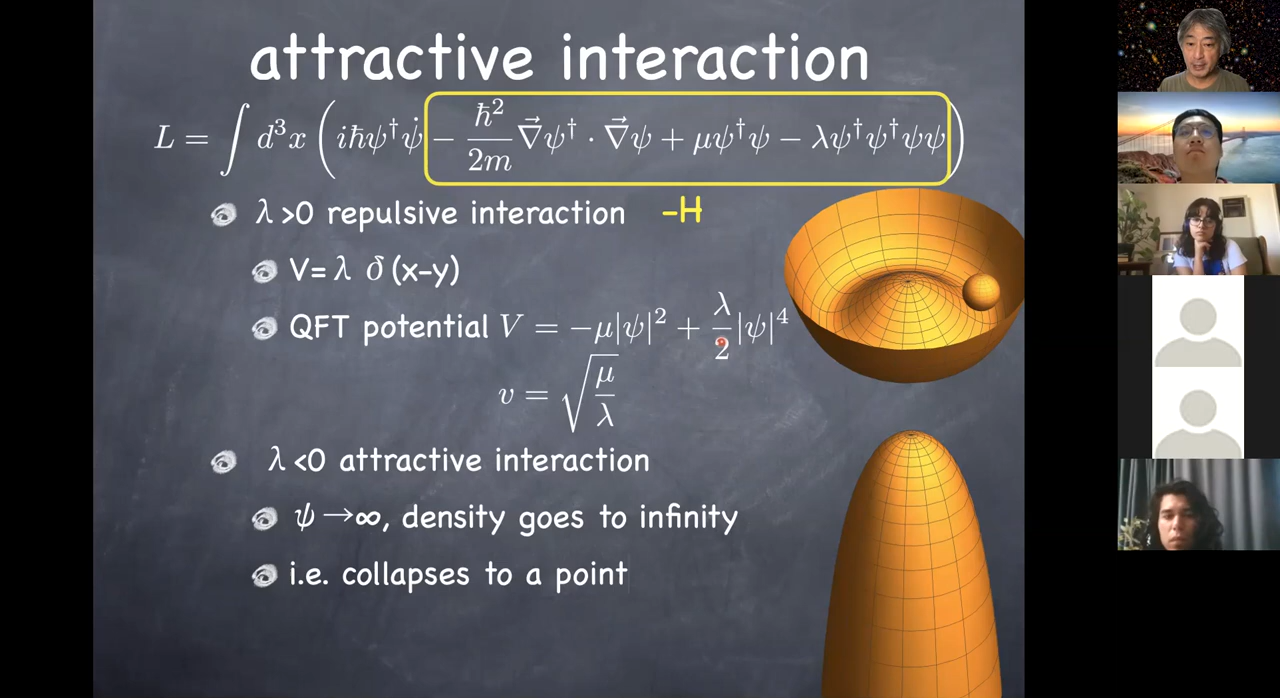 attractive interaction
L = ∫ d³x ( iħψ†ψ̇ − ħ²/2m ∇⃗ψ† · ∇⃗ψ + μψ†ψ − λψ†ψ†ψψ )
λ>0 repulsive interaction −H
V= λ δ(x−y)
QFT potential V = −μ|ψ|² + λ/2 |ψ|⁴
v = √(μ/λ)
λ<0 attractive interaction
ψ→∞, density goes to infinity
i.e. collapses to a point